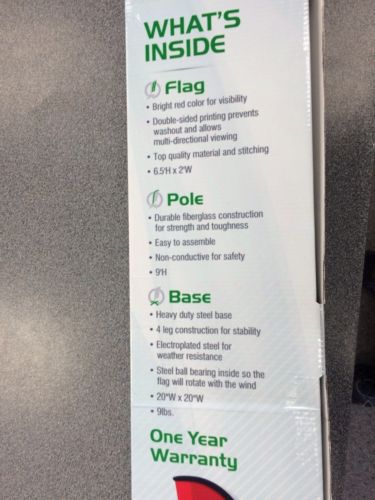 WHAT'S
INSIDE
Flag
• Bright red color for visibility
• Double-sided printing prevents
washout and allows
multi-directional viewing
• Top quality material and stitching
• 6.5'H x 2'W
Pole
• Durable fiberglass construction
for strength and toughness
• Easy to assemble
• Non-conductive for safety
• 9'H
Base
• Heavy duty steel base
• 4 leg construction for stability
• Electroplated steel for
weather resistance
• Steel ball bearing inside so the
flag will rotate with the wind
• 20"W x 20"W
• 9lbs.
One Year
Warranty